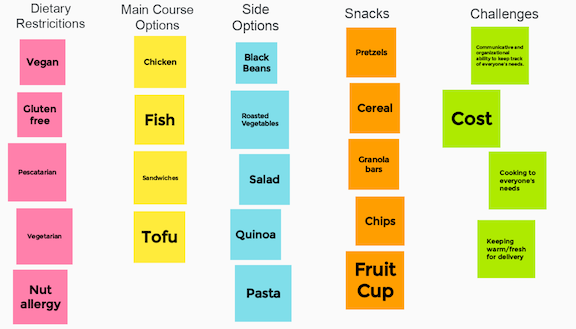 Dietary
Restricitions
Main Course
Options
Side
Options
Snacks
Challenges
Vegan
Gluten
free
Pescatarian
Vegetarian
Nut
allergy
Chicken
Fish
Sandwiches
Tofu
Black
Beans
Roasted
Vegetables
Salad
Quinoa
Pasta
Pretzels
Cereal
Granola
bars
Chips
Fruit
Cup
Communicative and
organizational
ability to keep track
of everyone's needs.
Cost
Cooking to
everyone's
needs
Keeping
warm/fresh
for delivery